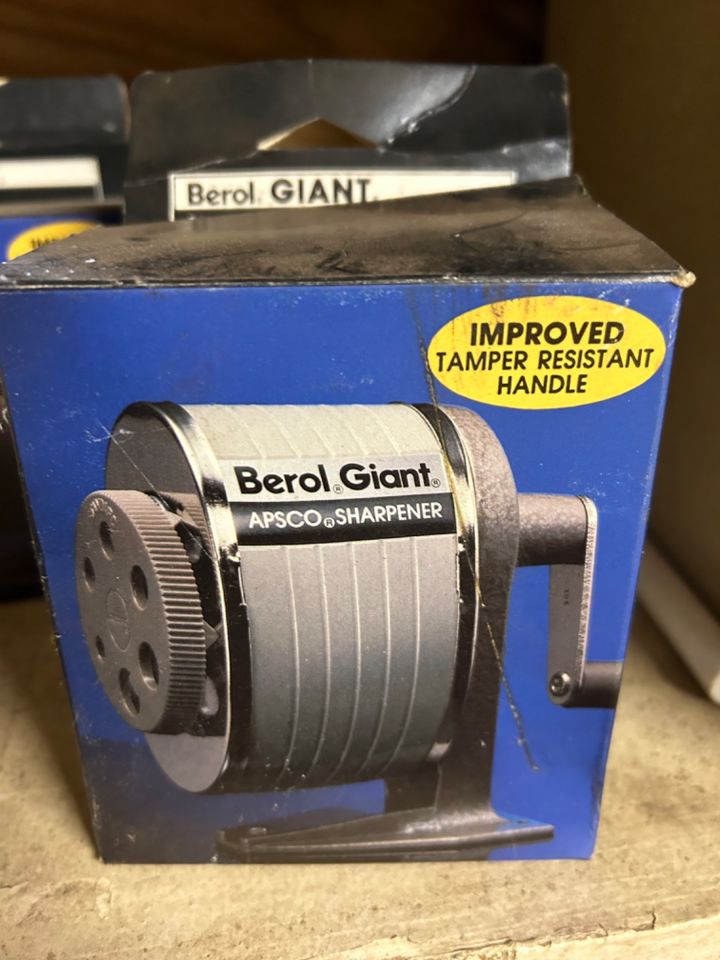 Berol® GIANT®
IMPROVED
TAMPER RESISTANT
HANDLE
Berol® Giant®
APSCO® SHARPENER